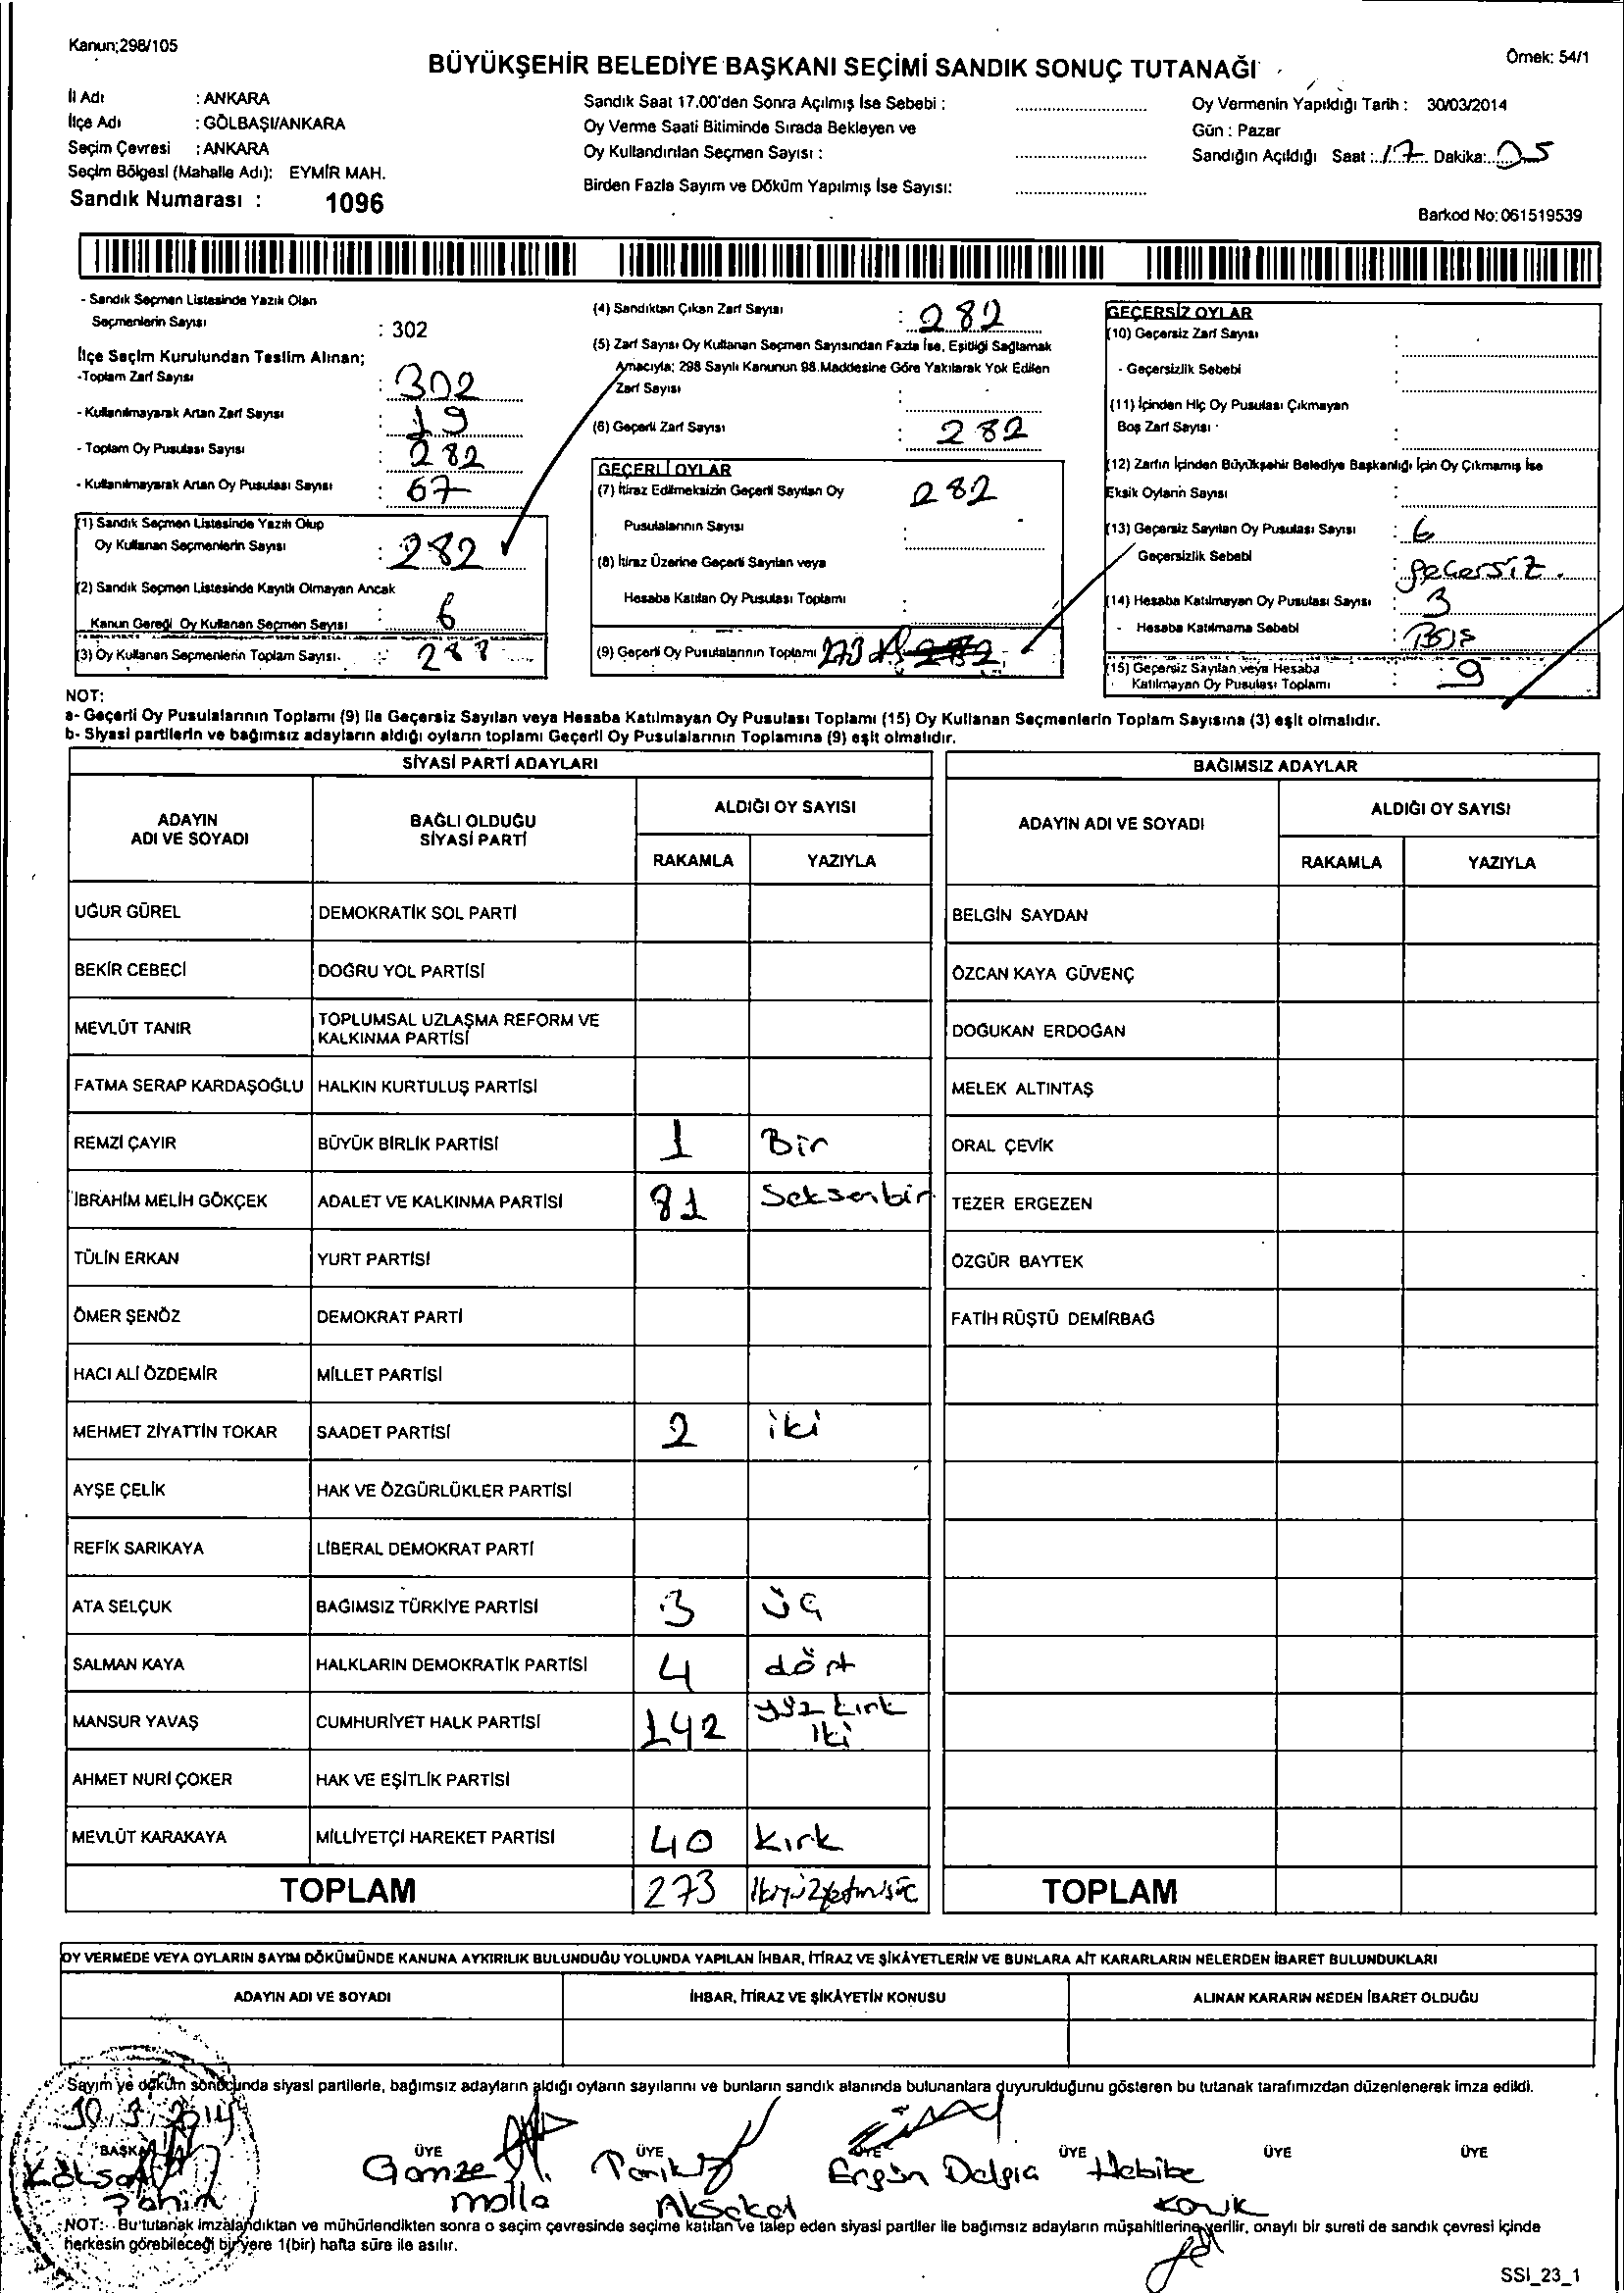 Kanun;298/105
Örnek: 54/1
BÜYÜKŞEHİR BELEDİYE BAŞKANI SEÇİMİ SANDIK SONUÇ TUTANAĞI
İl Adı : ANKARA
İlçe Adı : GÖLBAŞI/ANKARA
Seçim Çevresi : ANKARA
Seçim Bölgesi (Mahalle Adı): EYMİR MAH.
Sandık Numarası : 1096
Sandık Saat 17.00'den Sonra Açılmış İse Sebebi :
Oy Verme Saati Bitiminde Sırada Bekleyen ve
Oy Kullandırılan Seçmen Sayısı :
Birden Fazla Sayım ve Döküm Yapılmış İse Sayısı:
Oy Vermenin Yapıldığı Tarih : 30/03/2014
Gün : Pazar
Sandığın Açıldığı Saat : 17 Dakika: 05
Barkod No: 061519539
- Sandık Seçmen Listesinde Yazılı Olan
Seçmenlerin Sayısı : 302
İlçe Seçim Kurulundan Teslim Alınan;
-Toplam Zarf Sayısı : 302
- Kullanılmayarak Artan Zarf Sayısı : 19
- Toplam Oy Pusulası Sayısı : 282
- Kullanılmayarak Artan Oy Pusulası Sayısı : 67
(1) Sandık Seçmen Listesinde Yazılı Olup
Oy Kullanan Seçmenlerin Sayısı : 282
(2) Sandık Seçmen Listesinde Kayıtlı Olmayan Ancak
Kanun Gereği Oy Kullanan Seçmen Sayısı : 6
(3) Oy Kullanan Seçmenlerin Toplam Sayısı :
(4) Sandıktan Çıkan Zarf Sayısı : 282
(5) Zarf Sayısı Oy Kullanan Seçmen Sayısından Fazla İse, Eşitliği Sağlamak
Amacıyla; 298 Sayılı Kanunun 98.Maddesine Göre Yakılarak Yok Edilen
Zarf Sayısı :
(6) Geçerli Zarf Sayısı : 282
GEÇERLİ OYLAR
(7) İtiraz Edilmeksizin Geçerli Sayılan Oy 282
Pusulalarının Sayısı :
(8) İtiraz Üzerine Geçerli Sayılan veya
Hesaba Katılan Oy Pusulası Toplamı :
(9) Geçerli Oy Pusulalarının Toplamı 273
GEÇERSİZ OYLAR
(10) Geçersiz Zarf Sayısı :
- Geçersizlik Sebebi :
(11) İçinden Hiç Oy Pusulası Çıkmayan
Boş Zarf Sayısı :
(12) Zarfın İçinden Büyükşehir Belediye Başkanlığı İçin Oy Çıkmamış İse
Eksik Oyların Sayısı :
(13) Geçersiz Sayılan Oy Pusulası Sayısı : 6
Geçersizlik Sebebi : geçersiz.
(14) Hesaba Katılmayan Oy Pusulası Sayısı : 3
- Hesaba Katılmama Sebebi : Boş
(15) Geçersiz Sayılan veya Hesaba : 9
Katılmayan Oy Pusulası Toplamı
NOT:
a- Geçerli Oy Pusulalarının Toplamı (9) ile Geçersiz Sayılan veya Hesaba Katılmayan Oy Pusulası Toplamı (15) Oy Kullanan Seçmenlerin Toplam Sayısına (3) eşit olmalıdır.
b- Siyasi partilerin ve bağımsız adayların aldığı oyların toplamı Geçerli Oy Pusulalarının Toplamına (9) eşit olmalıdır.
SİYASİ PARTİ ADAYLARI
ADAYIN ADI VE SOYADI BAĞLI OLDUĞU SİYASİ PARTİ ALDIĞI OY SAYISI
RAKAMLA YAZIYLA
UĞUR GÜREL DEMOKRATİK SOL PARTİ
BEKİR CEBECİ DOĞRU YOL PARTİSİ
MEVLÜT TANIR TOPLUMSAL UZLAŞMA REFORM VE KALKINMA PARTİSİ
FATMA SERAP KARDAŞOĞLU HALKIN KURTULUŞ PARTİSİ
REMZİ ÇAYIR BÜYÜK BİRLİK PARTİSİ 1 Bir
İBRAHİM MELİH GÖKÇEK ADALET VE KALKINMA PARTİSİ 81 Seksenbir
TÜLİN ERKAN YURT PARTİSİ
ÖMER ŞENÖZ DEMOKRAT PARTİ
HACI ALİ ÖZDEMİR MİLLET PARTİSİ
MEHMET ZİYATTİN TOKAR SAADET PARTİSİ 2 iki
AYŞE ÇELİK HAK VE ÖZGÜRLÜKLER PARTİSİ
REFİK SARIKAYA LİBERAL DEMOKRAT PARTİ
ATA SELÇUK BAĞIMSIZ TÜRKİYE PARTİSİ 3 üç
SALMAN KAYA HALKLARIN DEMOKRATİK PARTİSİ 4 dört
MANSUR YAVAŞ CUMHURİYET HALK PARTİSİ 142 yüz kırk iki
AHMET NURİ ÇOKER HAK VE EŞİTLİK PARTİSİ
MEVLÜT KARAKAYA MİLLİYETÇİ HAREKET PARTİSİ 40 kırk
TOPLAM 273 ikiyüzyetmişüç
BAĞIMSIZ ADAYLAR
ADAYIN ADI VE SOYADI ALDIĞI OY SAYISI
RAKAMLA YAZIYLA
BELGİN SAYDAN
ÖZCAN KAYA GÜVENÇ
DOĞUKAN ERDOĞAN
MELEK ALTINTAŞ
ORAL ÇEVİK
TEZER ERGEZEN
ÖZGÜR BAYTEK
FATİH RÜŞTÜ DEMİRBAĞ
TOPLAM
OY VERMEDE VEYA OYLARIN SAYIM DÖKÜMÜNDE KANUNA AYKIRILIK BULUNDUĞU YOLUNDA YAPILAN İHBAR, İTİRAZ VE ŞİKÂYETLERİN VE BUNLARA AİT KARARLARIN NELERDEN İBARET BULUNDUKLARI
ADAYIN ADI VE SOYADI İHBAR, İTİRAZ VE ŞİKÂYETİN KONUSU ALINAN KARARIN NEDEN İBARET OLDUĞU
Sayım ve döküm sonucunda siyasi partilerle, bağımsız adayların aldığı oyların sayılarını ve bunların sandık alanında bulunanlara duyurulduğunu gösteren bu tutanak tarafımızdan düzenlenerek imza edildi.
30/3/2014
BAŞKAN ÜYE ÜYE ÜYE ÜYE ÜYE ÜYE
Köksal Şahin
Gamze Molla
Tarık Aksakal
Ergün Dalgıa
Habibe
NOT: Bu tutanak imzalandıktan ve mühürlendikten sonra o seçim çevresinde seçime katılan ve talep eden siyasi partiler ile bağımsız adayların müşahitlerine verilir, onaylı bir sureti de sandık çevresi içinde
herkesin görebileceği bir yere 1(bir) hafta süre ile asılır.
SSI_23_1